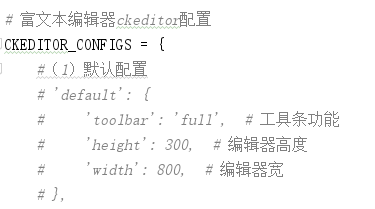 # 富文本编辑器ckeditor配置
CKEDITOR_CONFIGS = {
#（1）默认配置
# 'default': {
#     'toolbar': 'full',  # 工具条功能
#     'height': 300,  # 编辑器高度
#     'width': 800,  # 编辑器宽
# },